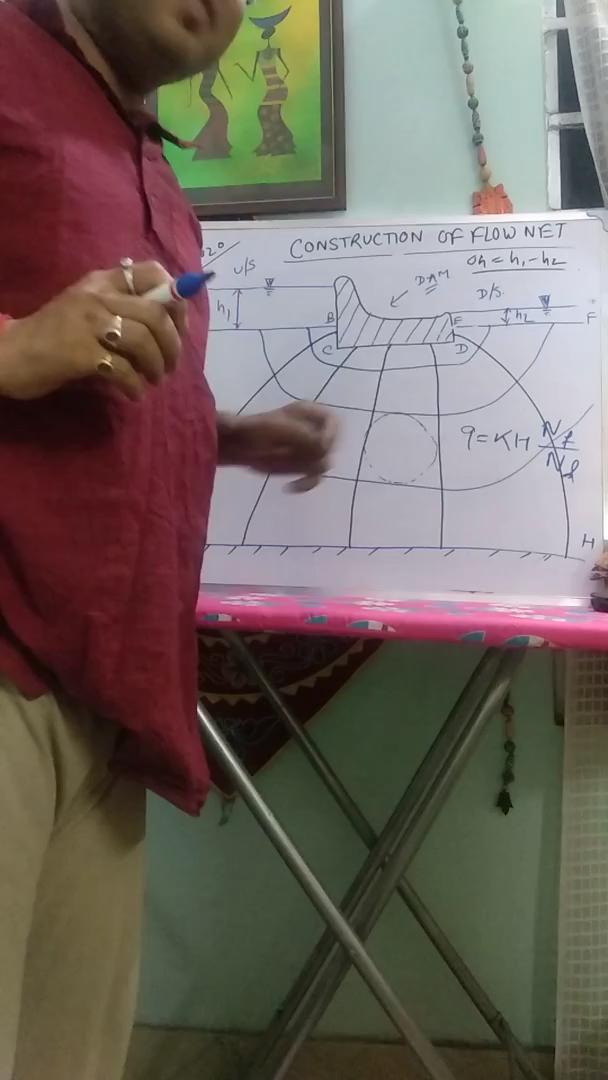 CONSTRUCTION OF FLOW NET
Δh = h₁ - h₂
U/S
DAM
D/S.
h₁
B
E
h₂
F
C
D
q = KH Nf/Nd
H